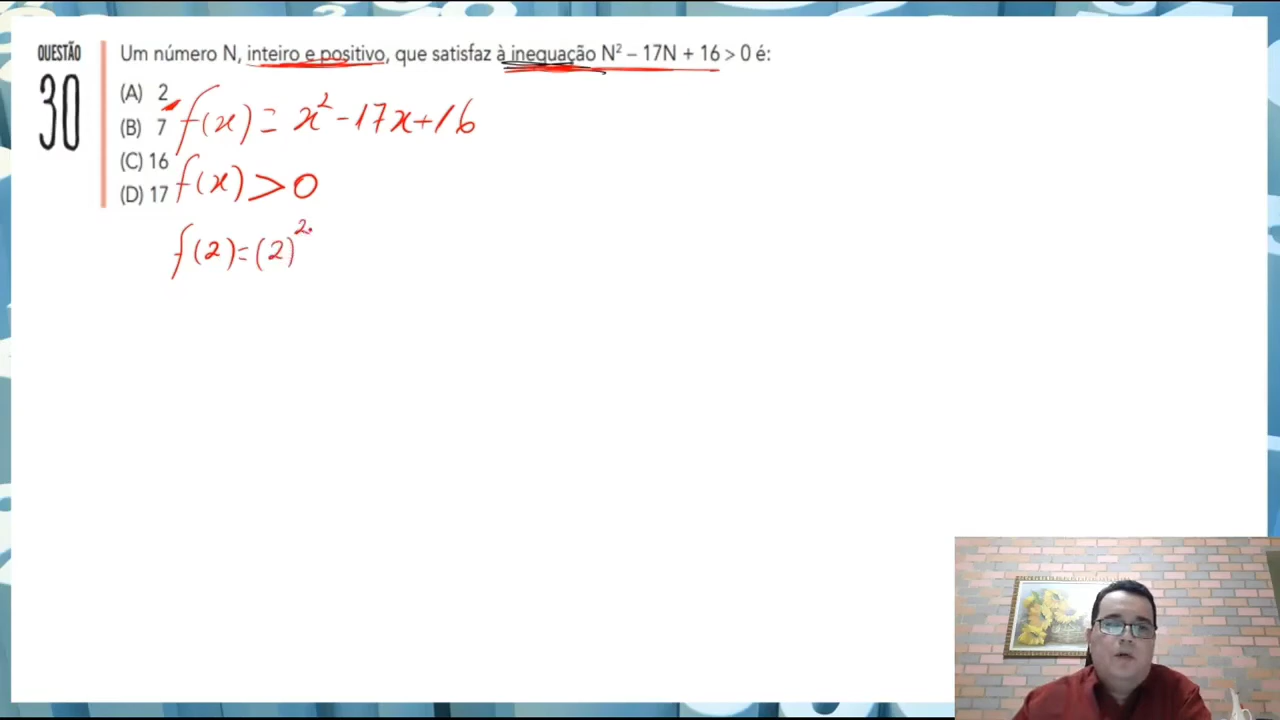 QUESTÃO
30
Um número N, inteiro e positivo, que satisfaz à inequação N² – 17N + 16 > 0 é:
(A) 2
(B) 7
(C) 16
(D) 17
f(x) = x² - 17x + 16
f(x) > 0
f(2) = (2)²